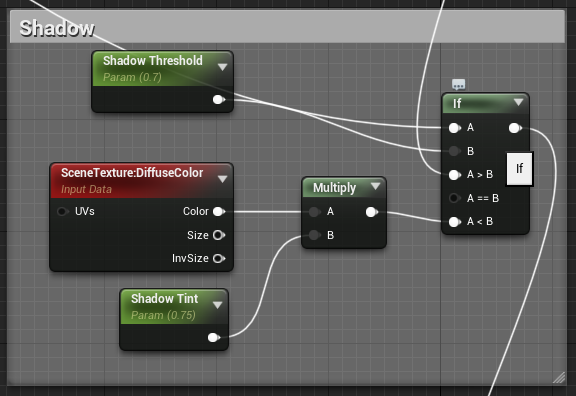 Shadow
Shadow Threshold
Param (0.7)
SceneTexture:DiffuseColor
Input Data
UVs Color
Size
InvSize
Shadow Tint
Param (0.75)
Multiply
A
B
If
A
B
A > B
A == B
A < B
If